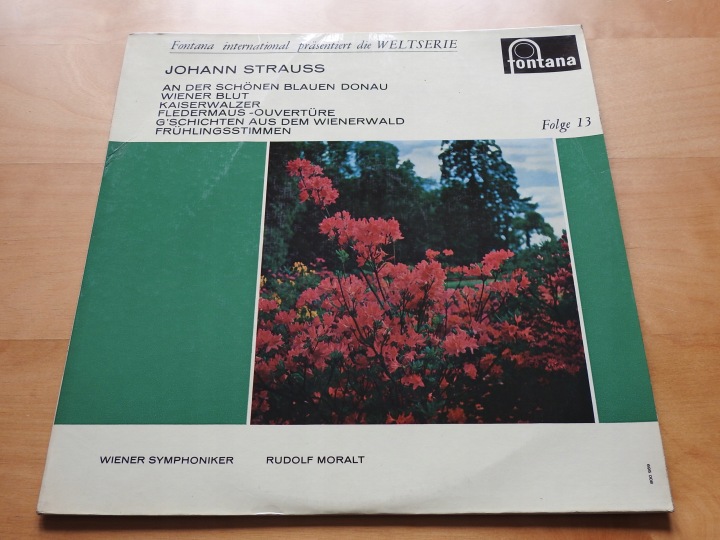 Fontana international präsentiert die WELTSERIE
fontana
JOHANN STRAUSS
AN DER SCHÖNEN BLAUEN DONAU
WIENER BLUT
KAISERWALZER
FLEDERMAUS-OUVERTÜRE
G'SCHICHTEN AUS DEM WIENERWALD
FRÜHLINGSSTIMMEN
Folge 13
WIENER SYMPHONIKER RUDOLF MORALT